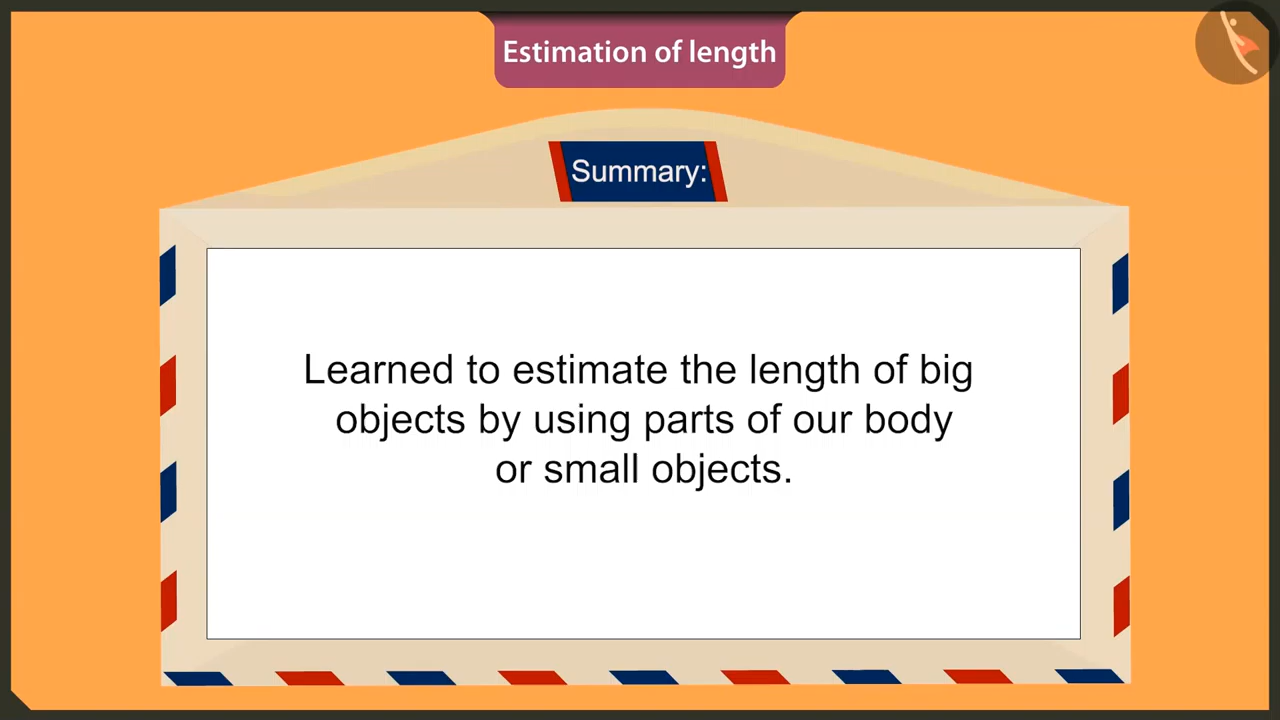 Estimation of length
Summary:
Learned to estimate the length of big
objects by using parts of our body
or small objects.